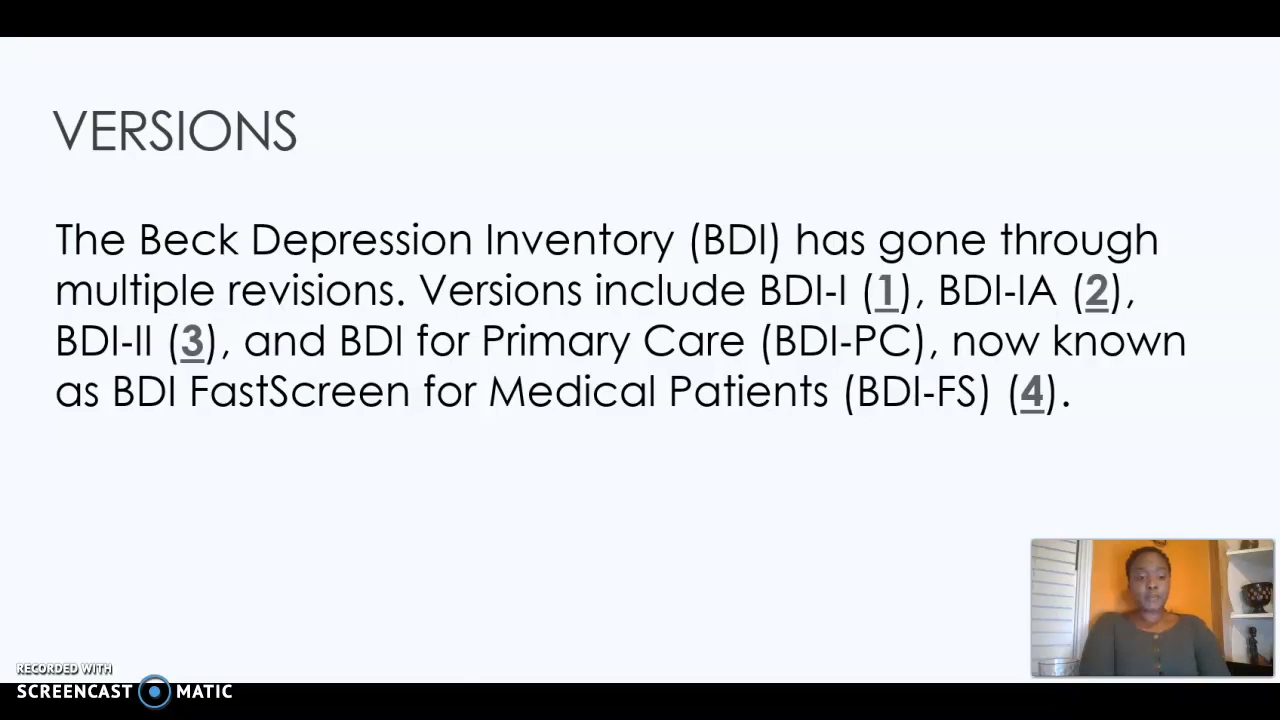 VERSIONS
The Beck Depression Inventory (BDI) has gone through
multiple revisions. Versions include BDI-I (1), BDI-IA (2),
BDI-II (3), and BDI for Primary Care (BDI-PC), now known
as BDI FastScreen for Medical Patients (BDI-FS) (4).
RECORDED WITH
SCREENCAST MATIC